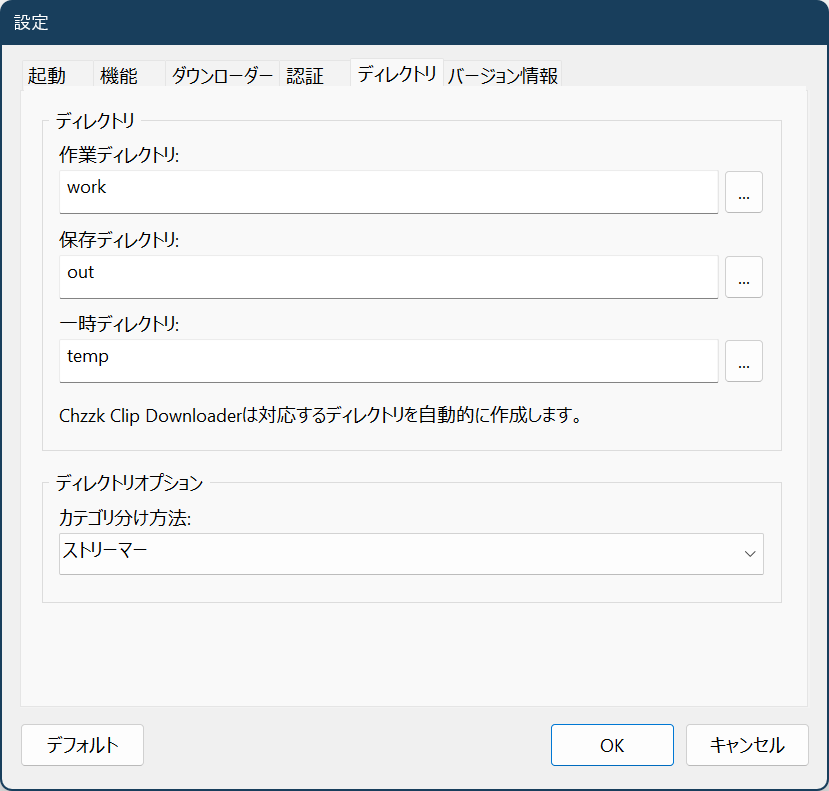 設定
起動 機能 ダウンローダー 認証 ディレクトリ バージョン情報
ディレクトリ
作業ディレクトリ:
work ...
保存ディレクトリ:
out ...
一時ディレクトリ:
temp ...
Chzzk Clip Downloaderは対応するディレクトリを自動的に作成します。
ディレクトリオプション
カテゴリ分け方法:
ストリーマー
デフォルト OK キャンセル